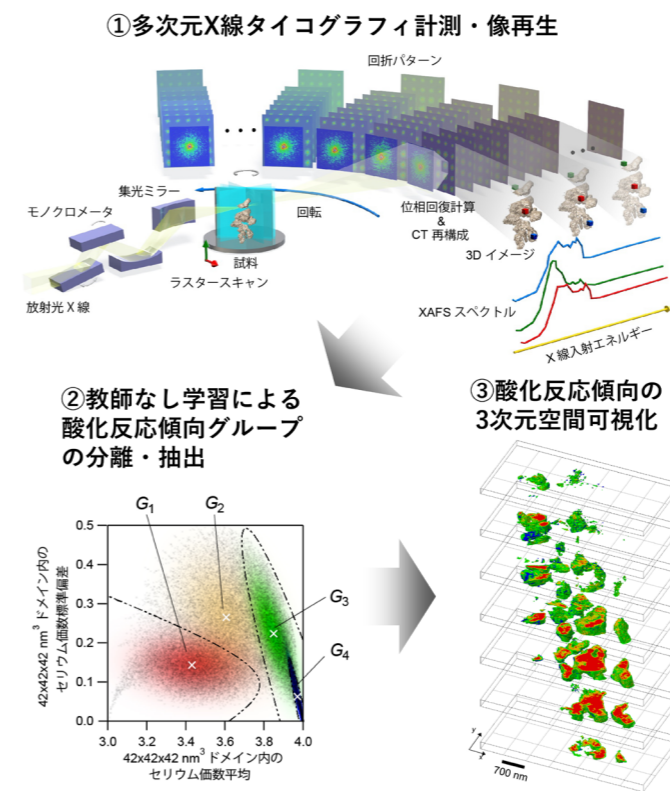 ①多次元X線タイコグラフィ計測・像再生
回折パターン
集光ミラー
モノクロメータ
回転
試料
ラスタースキャン
放射光 X 線
位相回復計算
&
CT 再構成
3D イメージ
XAFS スペクトル
X 線入射エネルギー
②教師なし学習による
酸化反応傾向グループ
の分離・抽出
G1
G2
G3
G4
42x42x42 nm³ ドメイン内の
セリウム価数標準偏差
0.5
0.4
0.3
0.2
0.1
0.0
3.0 3.2 3.4 3.6 3.8 4.0
42x42x42 nm³ ドメイン内の
セリウム価数平均
③酸化反応傾向の
3次元空間可視化
y
x
700 nm